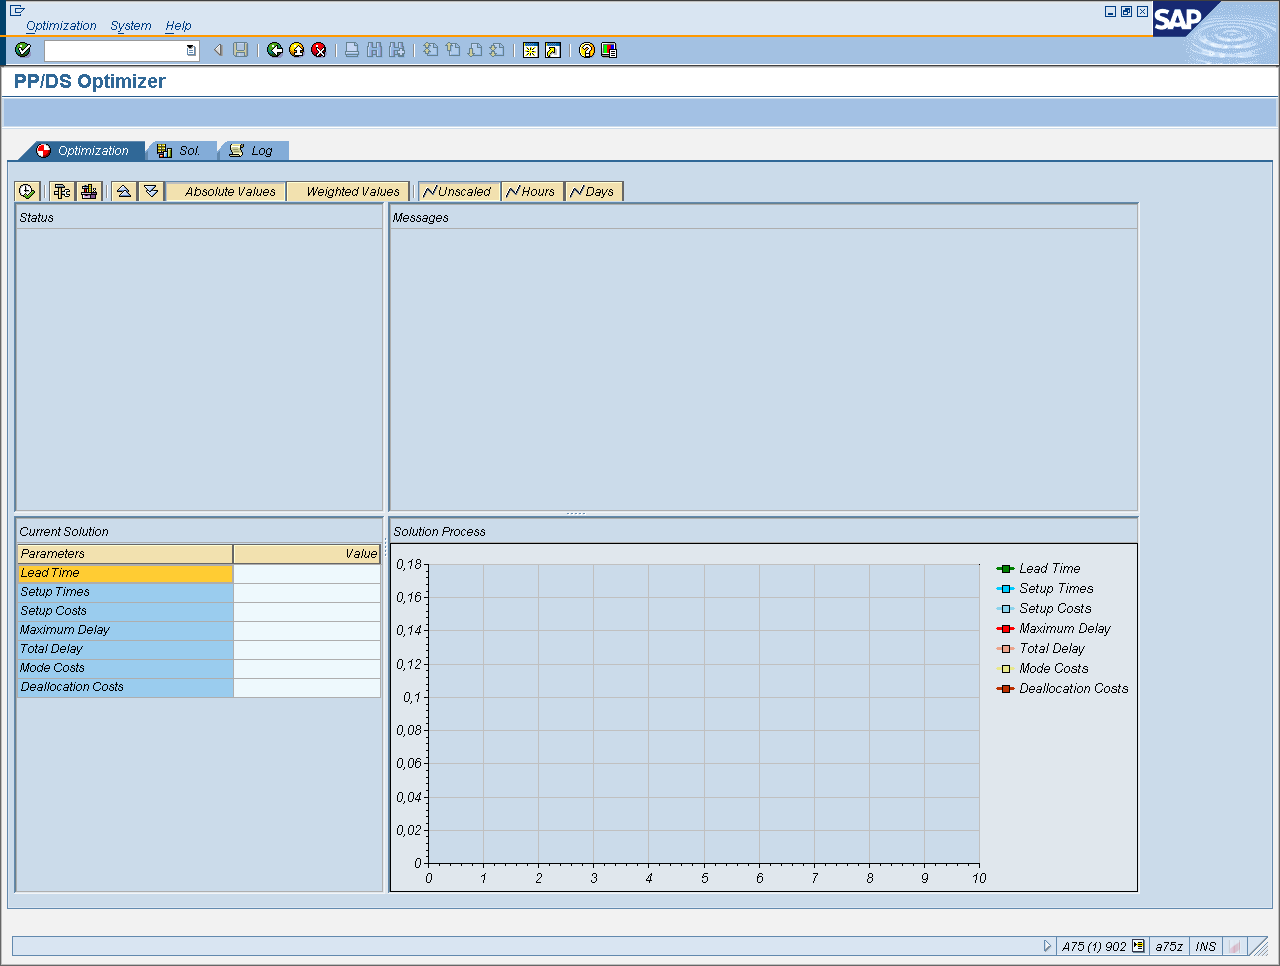 Optimization System Help
SAP
PP/DS Optimizer
Optimization Sol. Log
Absolute Values Weighted Values Unscaled Hours Days
Status
Messages
Current Solution
Parameters Value
Lead Time
Setup Times
Setup Costs
Maximum Delay
Total Delay
Mode Costs
Deallocation Costs
Solution Process
0,18
0,16
0,14
0,12
0,1
0,08
0,06
0,04
0,02
0
0 1 2 3 4 5 6 7 8 9 10
Lead Time
Setup Times
Setup Costs
Maximum Delay
Total Delay
Mode Costs
Deallocation Costs
A75 (1) 902 a75z INS